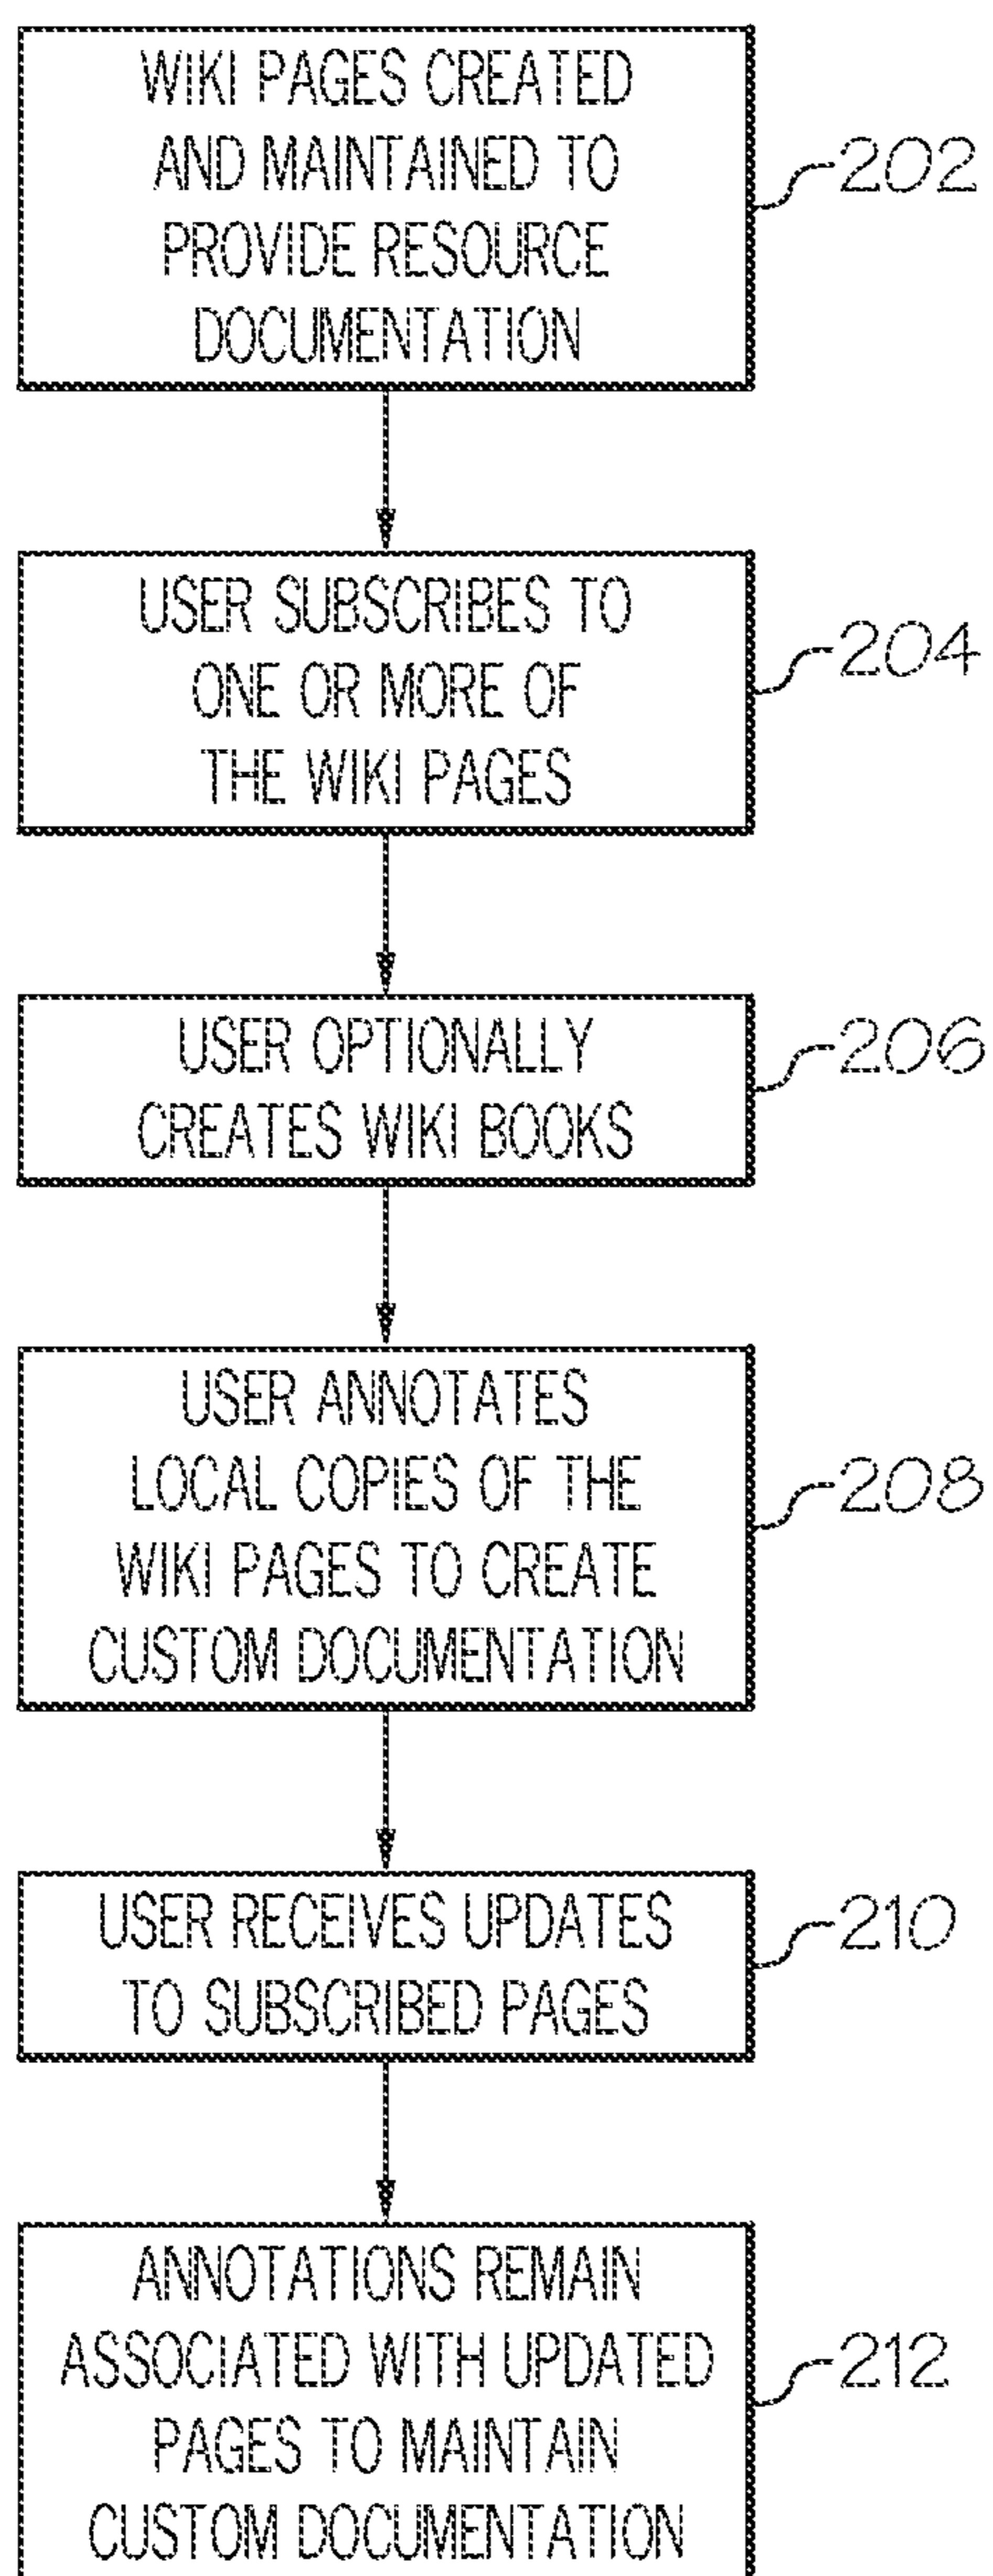 WIKI PAGES CREATED
AND MAINTAINED TO
PROVIDE RESOURCE
DOCUMENTATION
202
USER SUBSCRIBES TO
ONE OR MORE OF
THE WIKI PAGES
204
USER OPTIONALLY
CREATES WIKI BOOKS
206
USER ANNOTATES
LOCAL COPIES OF THE
WIKI PAGES TO CREATE
CUSTOM DOCUMENTATION
208
USER RECEIVES UPDATES
TO SUBSCRIBED PAGES
210
ANNOTATIONS REMAIN
ASSOCIATED WITH UPDATED
PAGES TO MAINTAIN
CUSTOM DOCUMENTATION
212